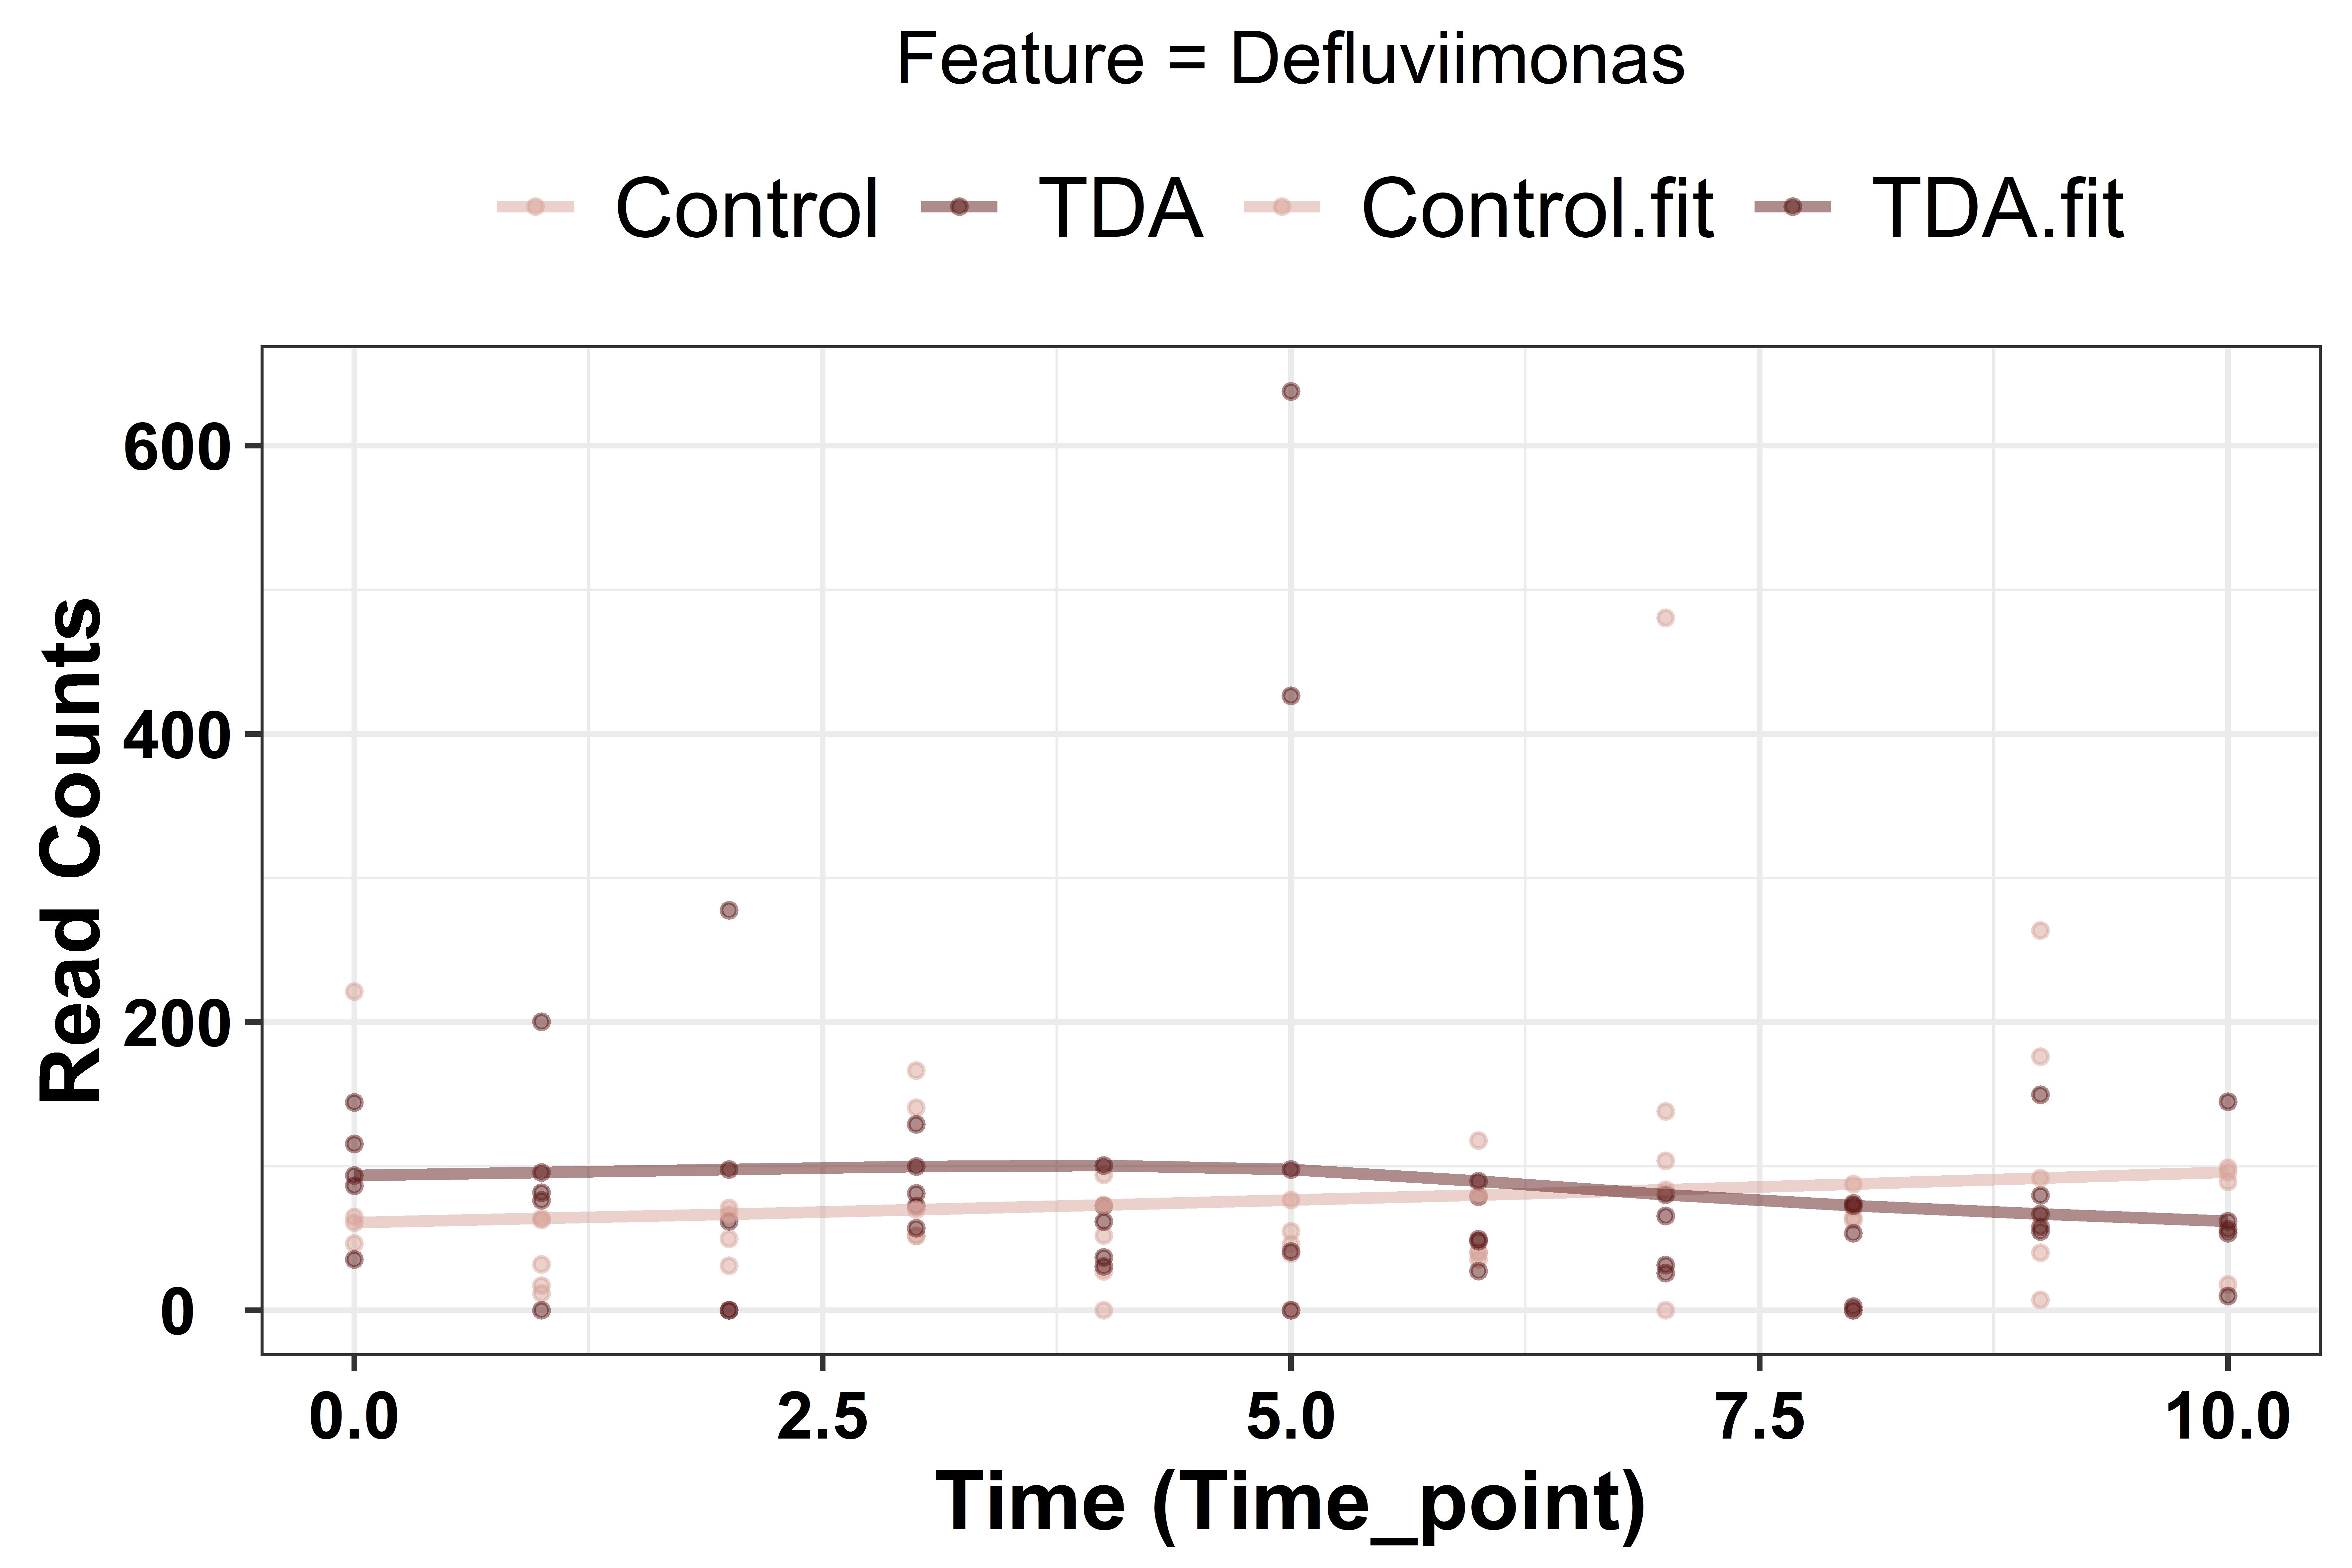 Feature = Defluviimonas
Control TDA Control.fit TDA.fit
Read Counts
600
400
200
0
0.0 2.5 5.0 7.5 10.0
Time (Time_point)